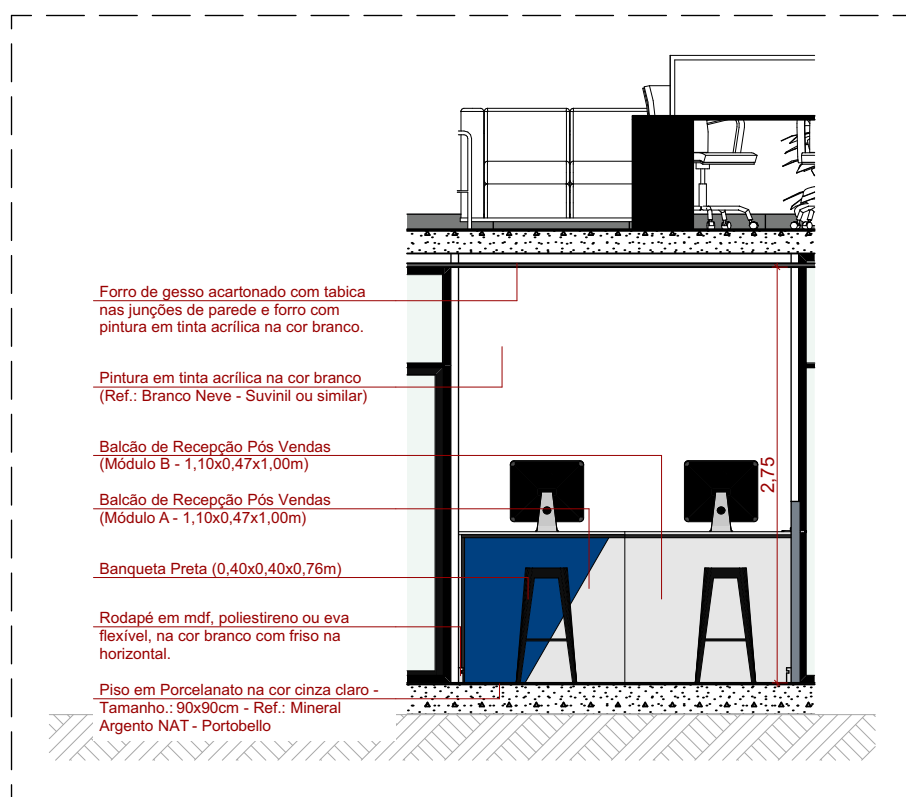 Forro de gesso acartonado com tabica
nas junções de parede e forro com
pintura em tinta acrílica na cor branco.
Pintura em tinta acrílica na cor branco
(Ref.: Branco Neve - Suvinil ou similar)
Balcão de Recepção Pós Vendas
(Módulo B - 1,10x0,47x1,00m)
2,75
Balcão de Recepção Pós Vendas
(Módulo A - 1,10x0,47x1,00m)
Banqueta Preta (0,40x0,40x0,76m)
Rodapé em mdf, poliestireno ou eva
flexível, na cor branco com friso na
horizontal.
Piso em Porcelanato na cor cinza claro -
Tamanho.: 90x90cm - Ref.: Mineral
Argento NAT - Portobello